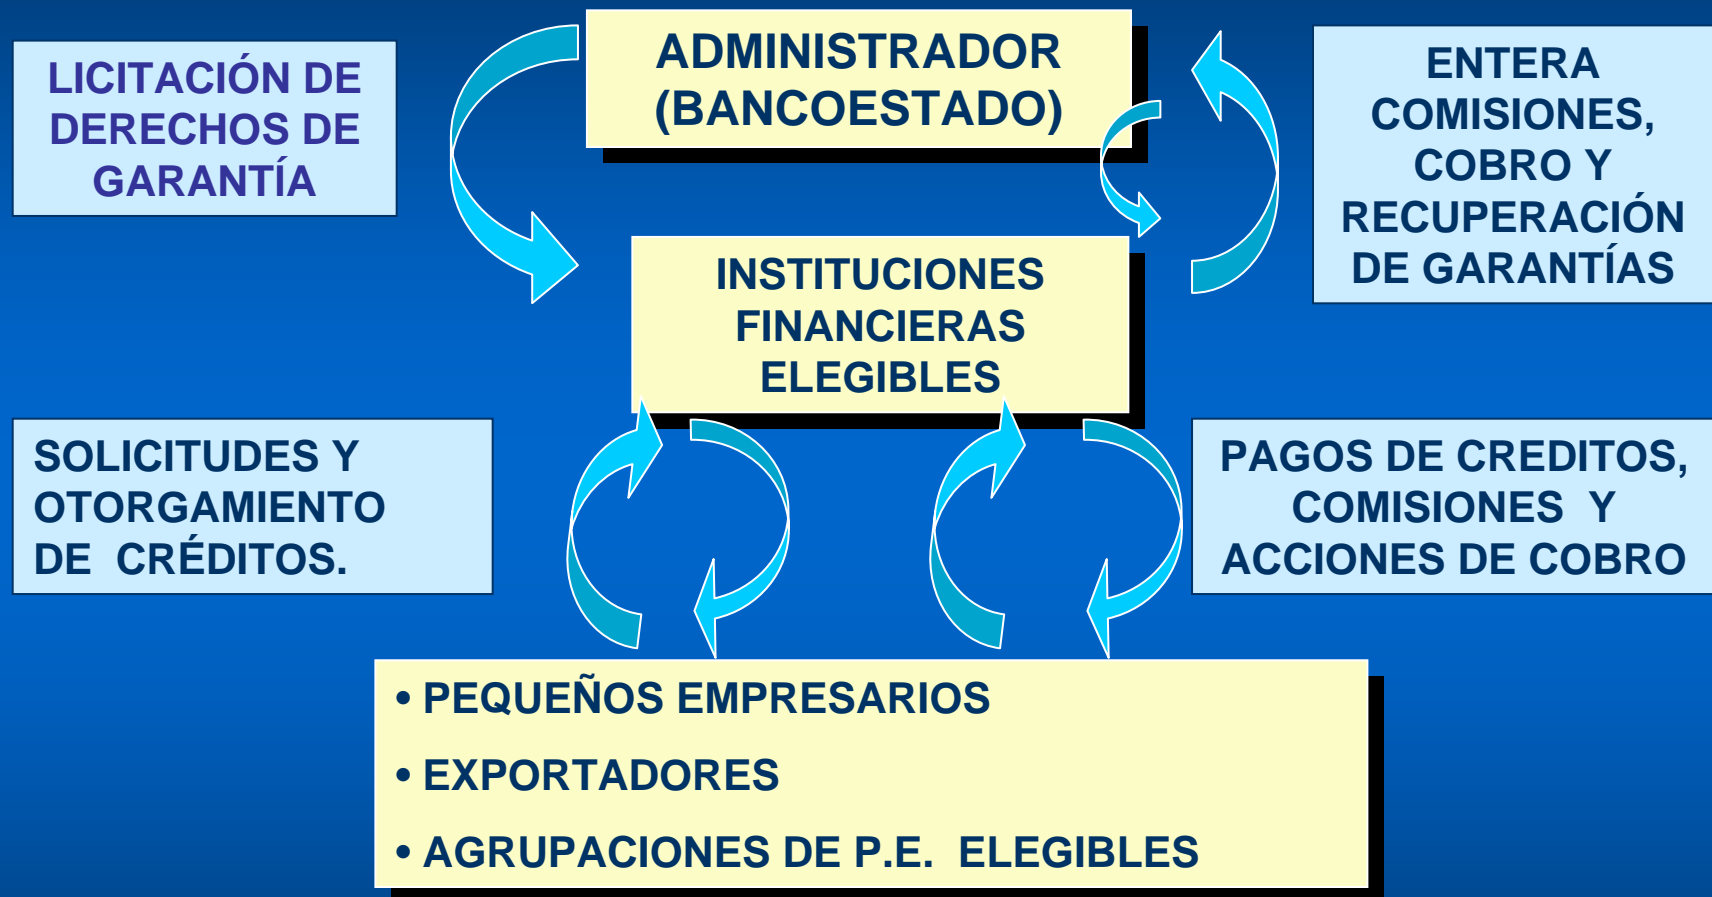 ADMINISTRADOR
(BANCOESTADO)
LICITACIÓN DE
DERECHOS DE
GARANTÍA
ENTERA
COMISIONES,
COBRO Y
RECUPERACIÓN
DE GARANTÍAS
INSTITUCIONES
FINANCIERAS
ELEGIBLES
SOLICITUDES Y
OTORGAMIENTO
DE CRÉDITOS.
PAGOS DE CREDITOS,
COMISIONES Y
ACCIONES DE COBRO
• PEQUEÑOS EMPRESARIOS
• EXPORTADORES
• AGRUPACIONES DE P.E. ELEGIBLES